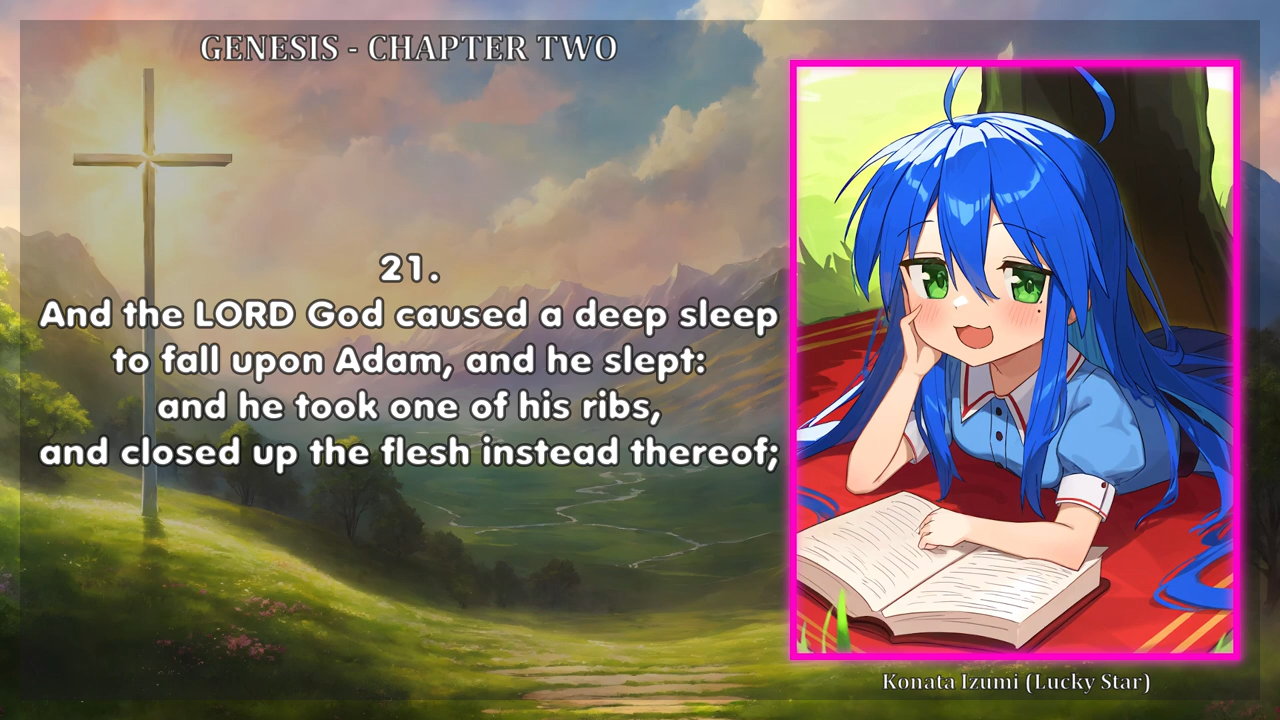 GENESIS - CHAPTER TWO
21.
And the LORD God caused a deep sleep
to fall upon Adam, and he slept:
and he took one of his ribs,
and closed up the flesh instead thereof;
Konata Izumi (Lucky Star)